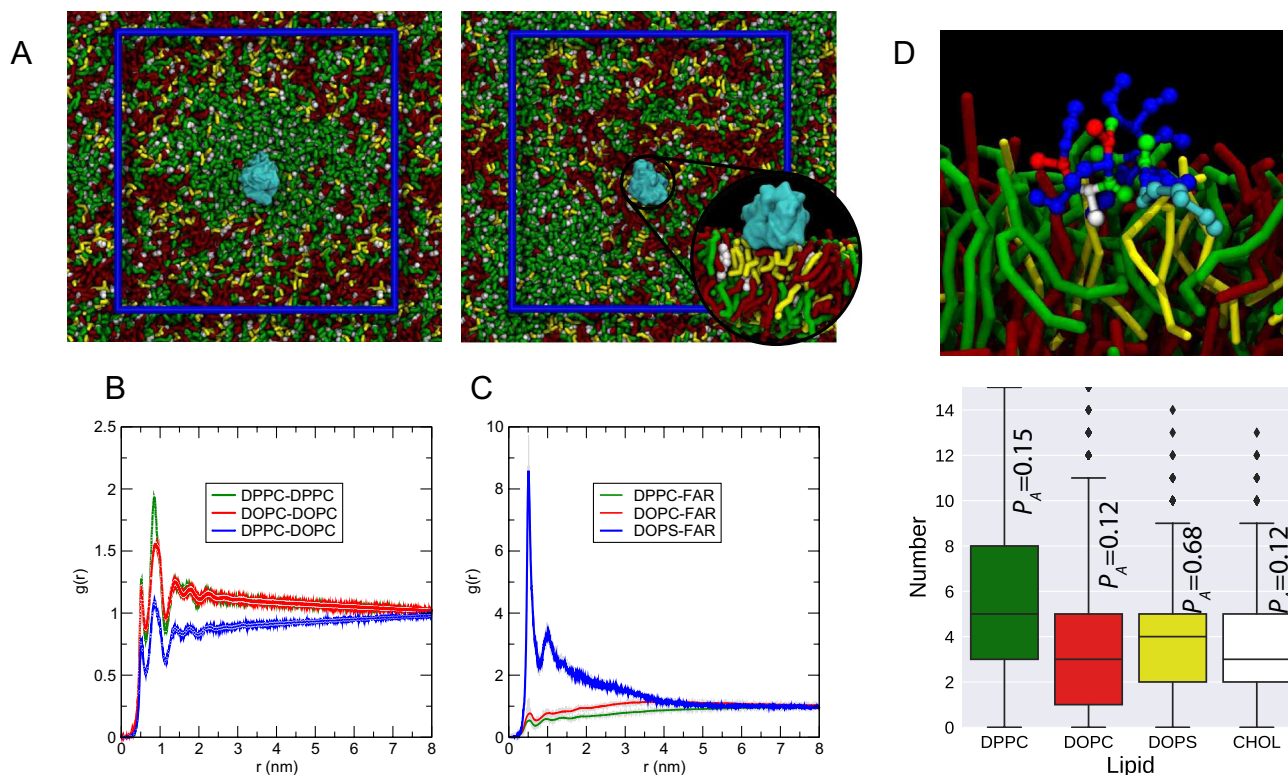 A
D
B
C
2.5
2
1.5
1
0.5
0
g(r)
DPPC-DPPC
DOPC-DOPC
DPPC-DOPC
0 1 2 3 4 5 6 7 8
r (nm)
10
8
6
4
2
0
g(r)
DPPC-FAR
DOPC-FAR
DOPS-FAR
0 1 2 3 4 5 6 7 8
r (nm)
14
12
10
8
6
4
2
0
Number
P_A=0.15
P_A=0.12
P_A=0.68
P_A=0.12
DPPC DOPC DOPS CHOL
Lipid